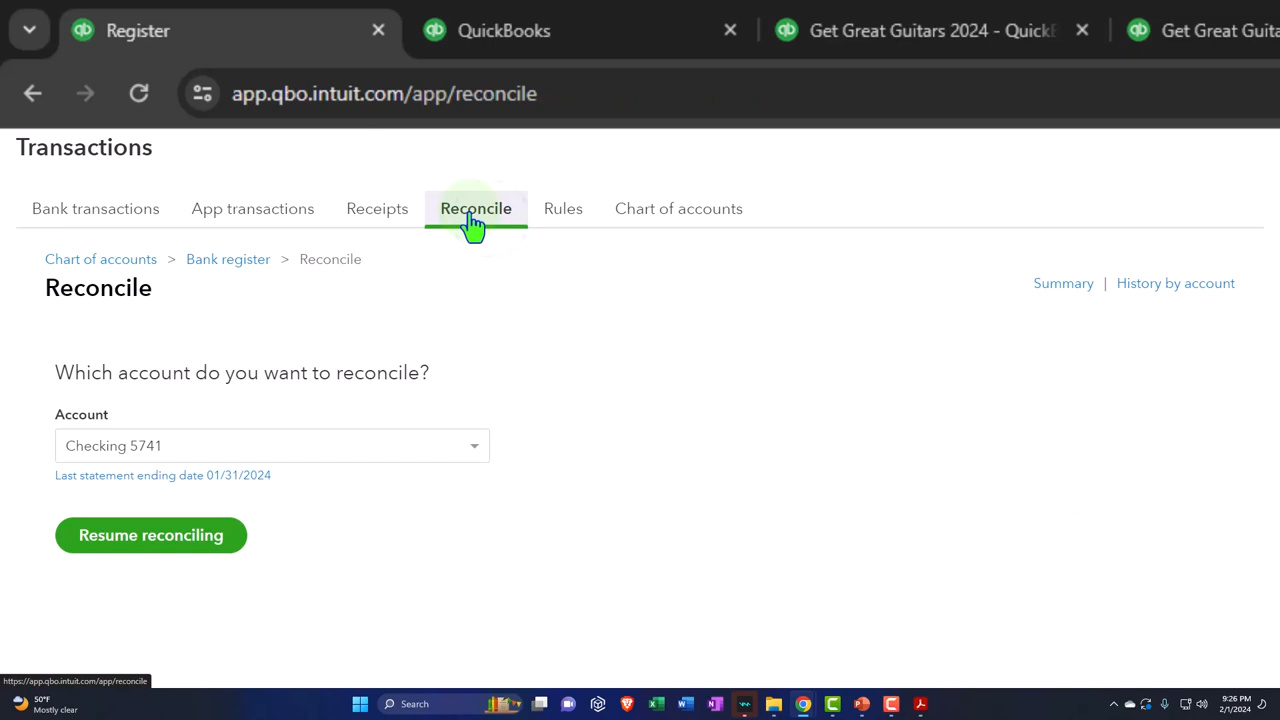 Register
QuickBooks
Get Great Guitars 2024 - QuickB
Get Great Guita
app.qbo.intuit.com/app/reconcile
Transactions
Bank transactions App transactions Receipts Reconcile Rules Chart of accounts
Chart of accounts > Bank register > Reconcile
Reconcile
Summary | History by account
Which account do you want to reconcile?
Account
Checking 5741
Last statement ending date 01/31/2024
Resume reconciling
https://app.qbo.intuit.com/app/reconcile
50°F
Mostly clear
Search
9:26 PM
2/1/2024